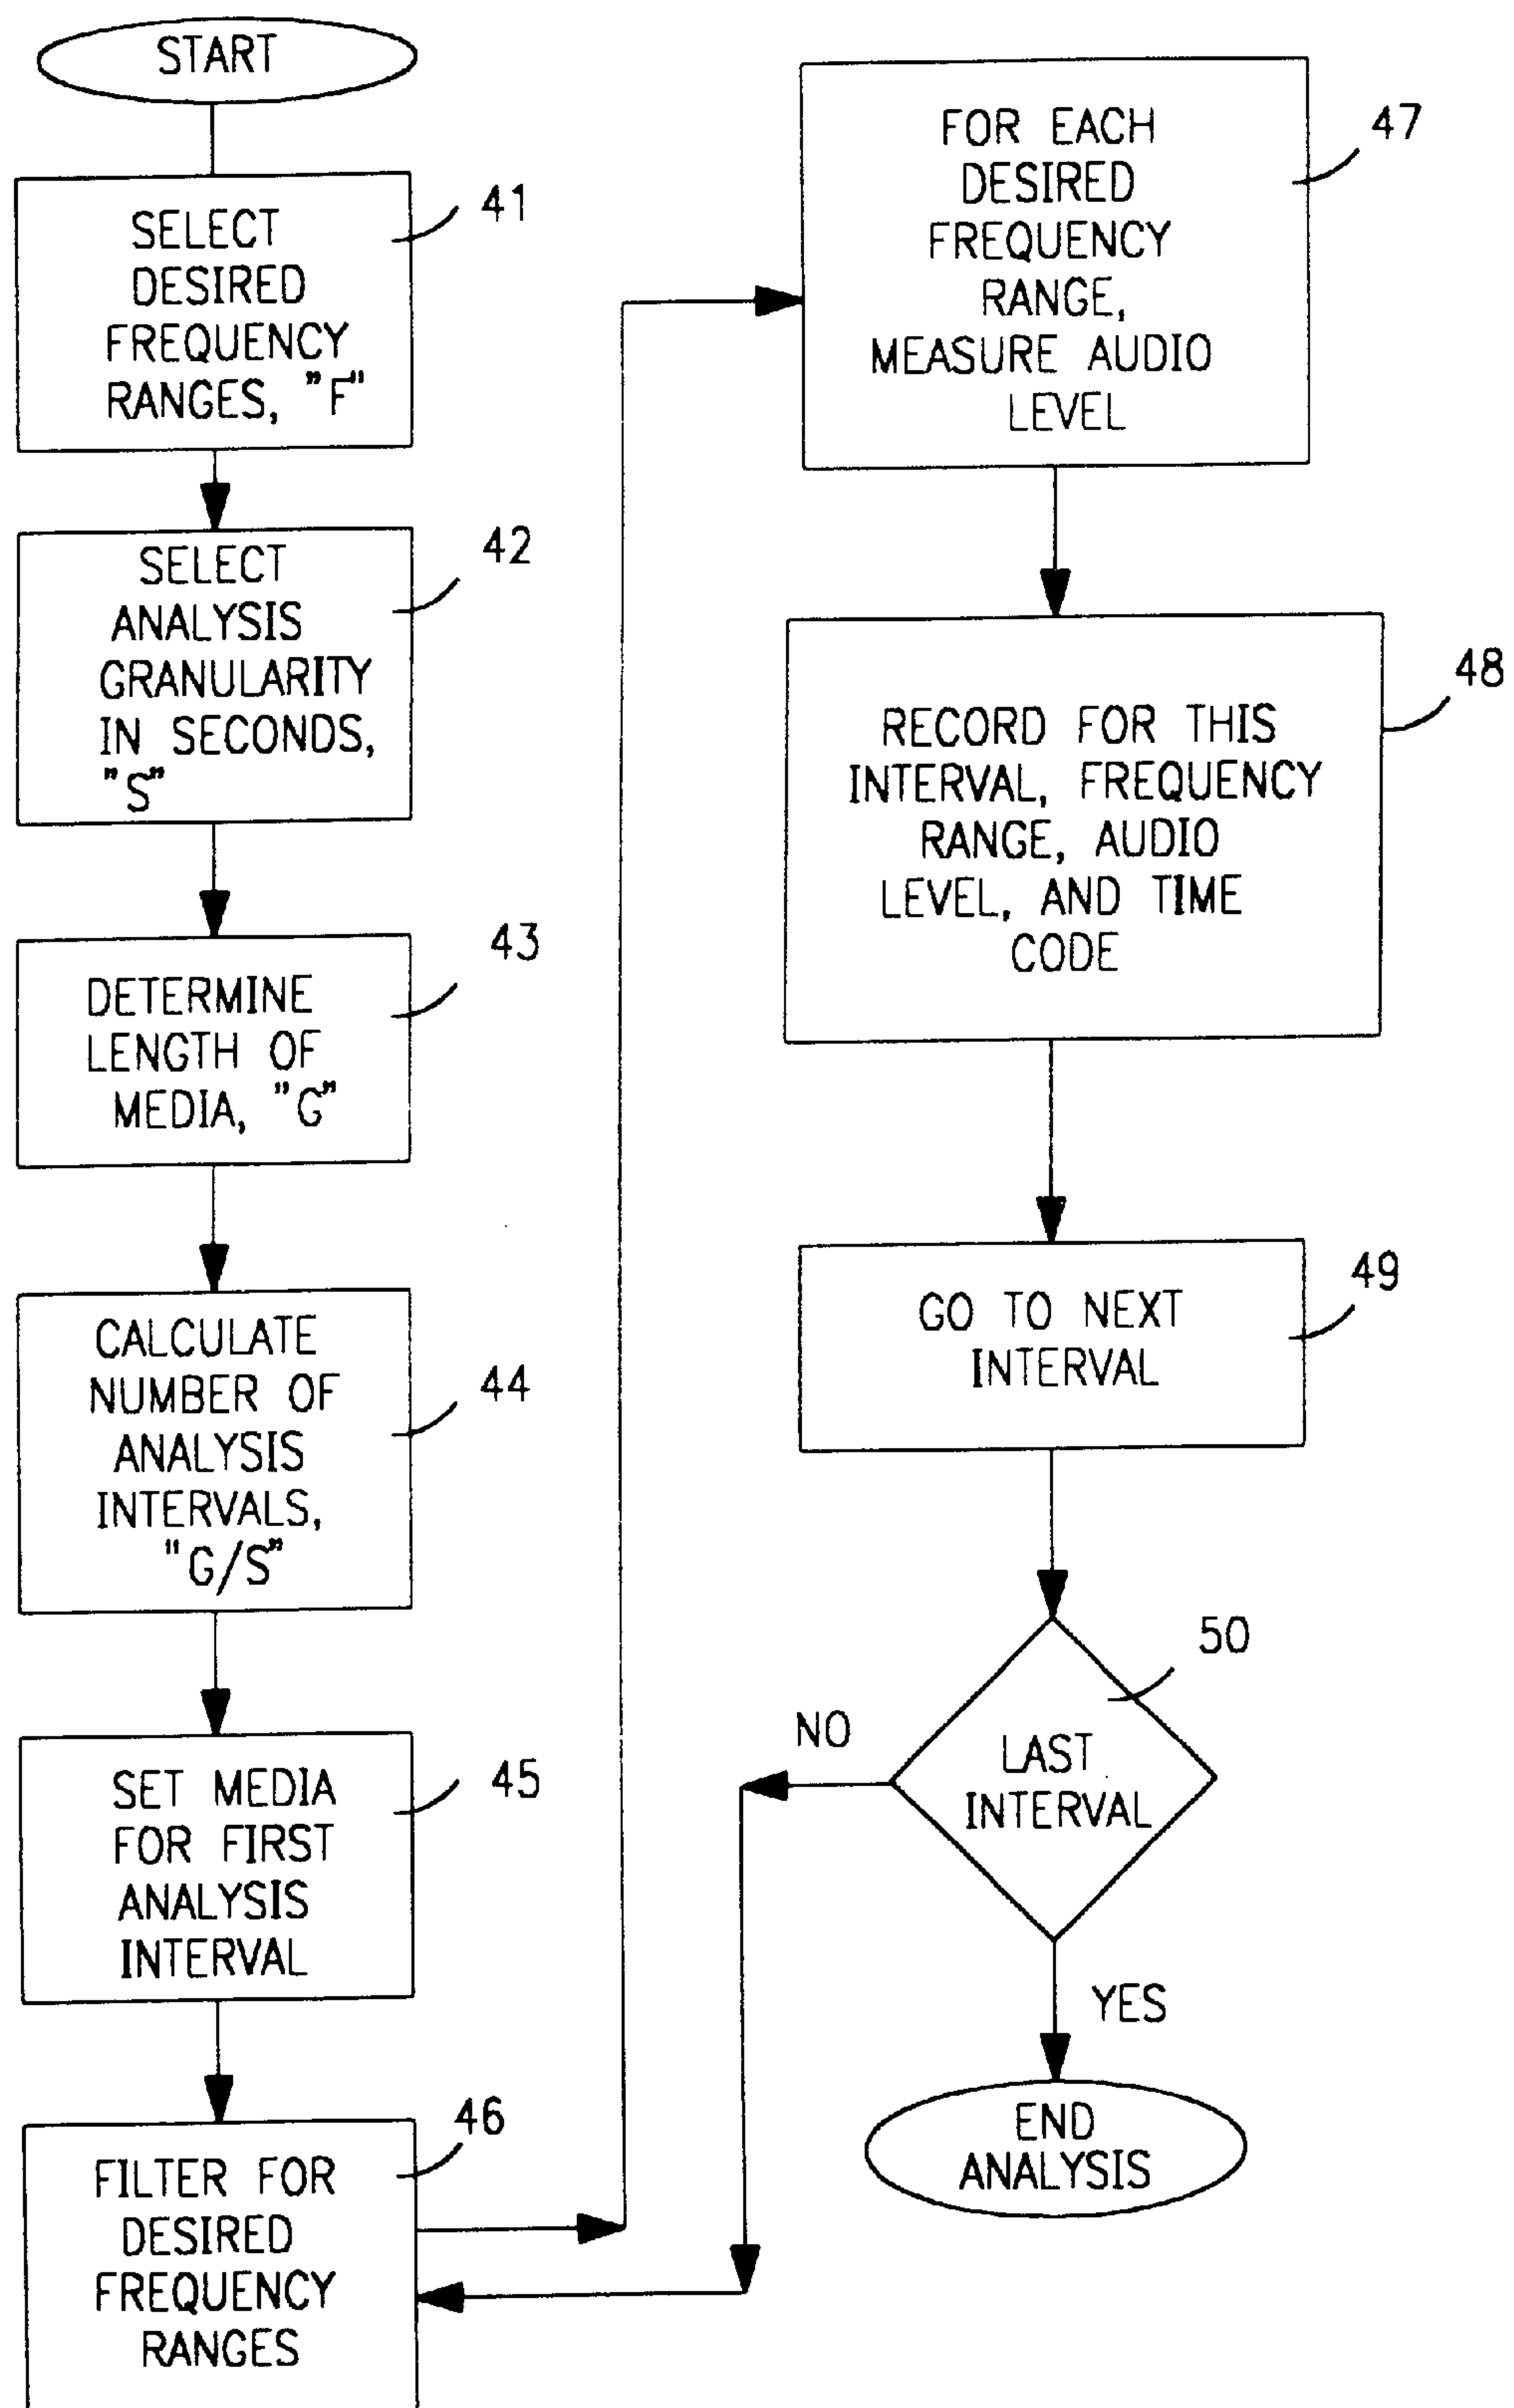 START
SELECT
DESIRED
FREQUENCY
RANGES, "F"
41
SELECT
ANALYSIS
GRANULARITY
IN SECONDS,
"S"
42
DETERMINE
LENGTH OF
MEDIA, "G"
43
CALCULATE
NUMBER OF
ANALYSIS
INTERVALS,
"G/S"
44
SET MEDIA
FOR FIRST
ANALYSIS
INTERVAL
45
FILTER FOR
DESIRED
FREQUENCY
RANGES
46
FOR EACH
DESIRED
FREQUENCY
RANGE,
MEASURE AUDIO
LEVEL
47
RECORD FOR THIS
INTERVAL, FREQUENCY
RANGE, AUDIO
LEVEL, AND TIME
CODE
48
GO TO NEXT
INTERVAL
49
LAST
INTERVAL
50
NO
YES
END
ANALYSIS